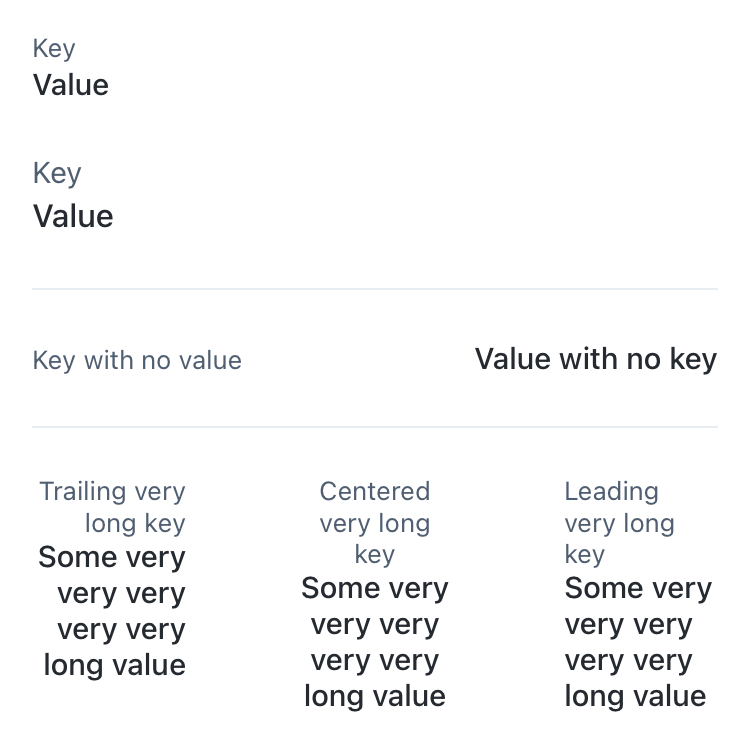 Key
Value
Key
Value
Key with no value
Value with no key
Trailing very
long key
Some very
very very
very very
long value
Centered
very long
key
Some very
very very
very very
long value
Leading
very long
key
Some very
very very
very very
long value